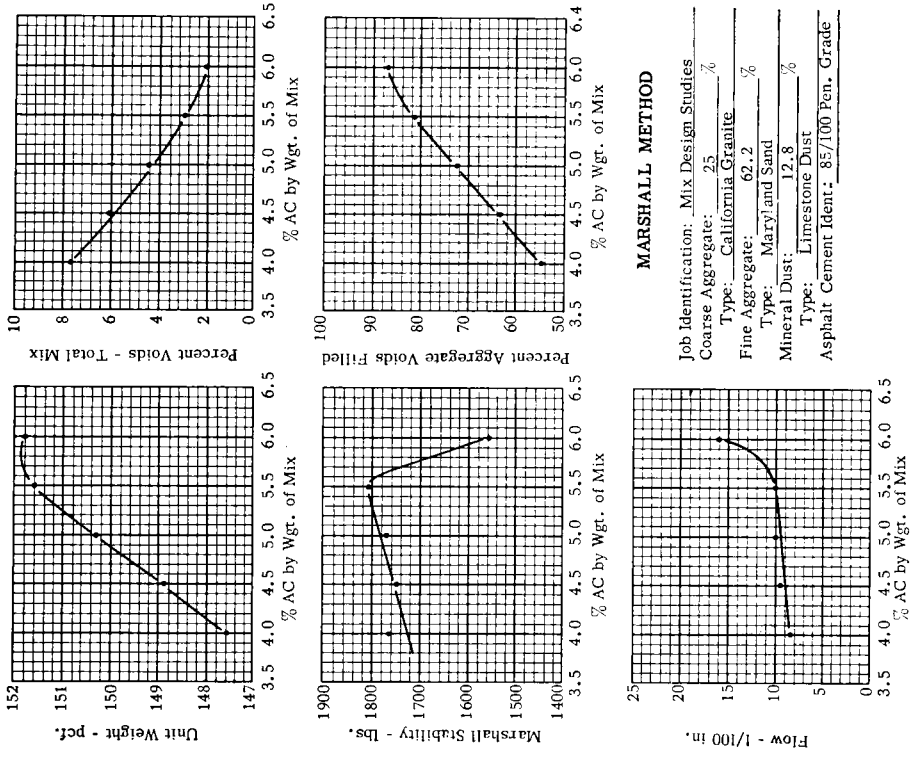 Unit Weight - pcf.
152
151
150
149
148
147
3.5 4.0 4.5 5.0 5.5 6.0 6.5
% AC by Wgt. of Mix
Percent Voids - Total Mix
10
8
6
4
2
0
3.5 4.0 4.5 5.0 5.5 6.0 6.5
% AC by Wgt. of Mix
Marshall Stability - lbs.
1900
1800
1700
1600
1500
1400
3.5 4.0 4.5 5.0 5.5 6.0 6.5
% AC by Wgt. of Mix
Percent Aggregate Voids Filled
100
90
80
70
60
50
3.5 4.0 4.5 5.0 5.5 6.0 6.4
% AC by Wgt. of Mix
Flow - 1/100 in.
25
20
15
10
5
0
3.5 4.0 4.5 5.0 5.5 6.0 6.5
% AC by Wgt. of Mix
MARSHALL METHOD
Job Identification: Mix Design Studies
Coarse Aggregate: 25 %
Type: California Granite
Fine Aggregate: 62.2 %
Type: Maryland Sand
Mineral Dust: 12.8 %
Type: Limestone Dust
Asphalt Cement Ident.: 85/100 Pen. Grade